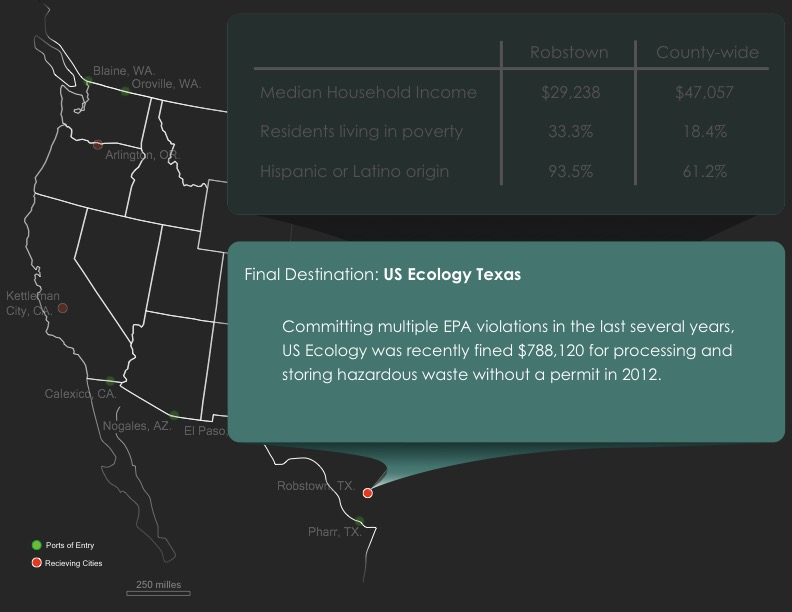 Robstown County-wide
Median Household Income $29,238 $47,057
Residents living in poverty 33.3% 18.4%
Hispanic or Latino origin 93.5% 61.2%
Blaine, WA.
Oroville, WA.
Arlington, OR.
Final Destination: US Ecology Texas
Committing multiple EPA violations in the last several years,
US Ecology was recently fined $788,120 for processing and
storing hazardous waste without a permit in 2012.
Kettleman
City, CA.
Calexico, CA.
Nogales, AZ.
El Paso,
Robstown, TX.
Pharr, TX.
Ports of Entry
Recieving Cities
250 milles